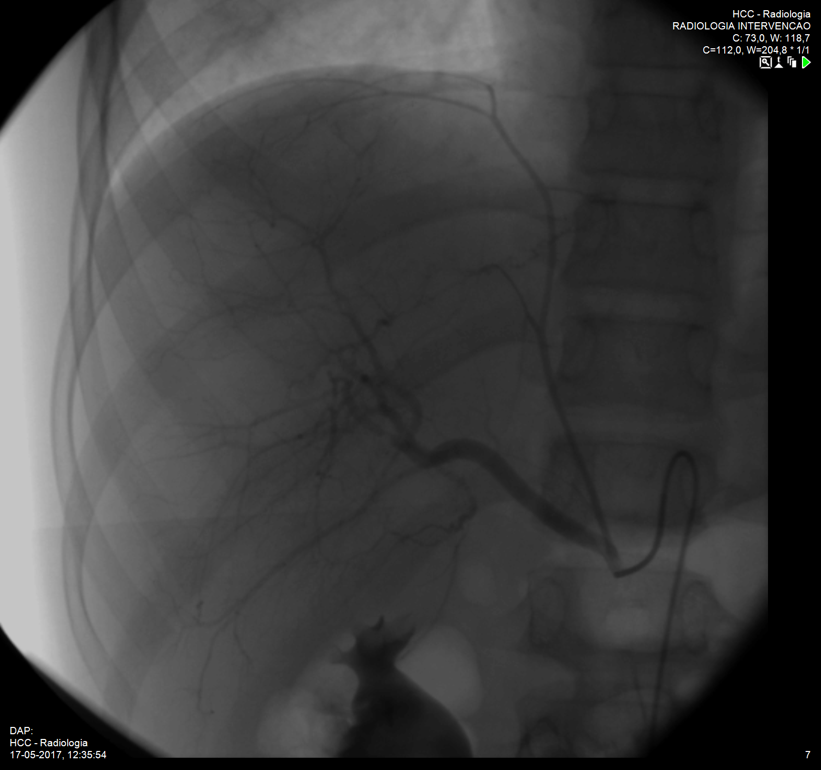 HCC - Radiologia
RADIOLOGIA INTERVENCAO
C: 73,0, W: 118,7
C=112,0, W=204,8 * 1/1
DAP:
HCC - Radiologia
17-05-2017, 12:35:54
7